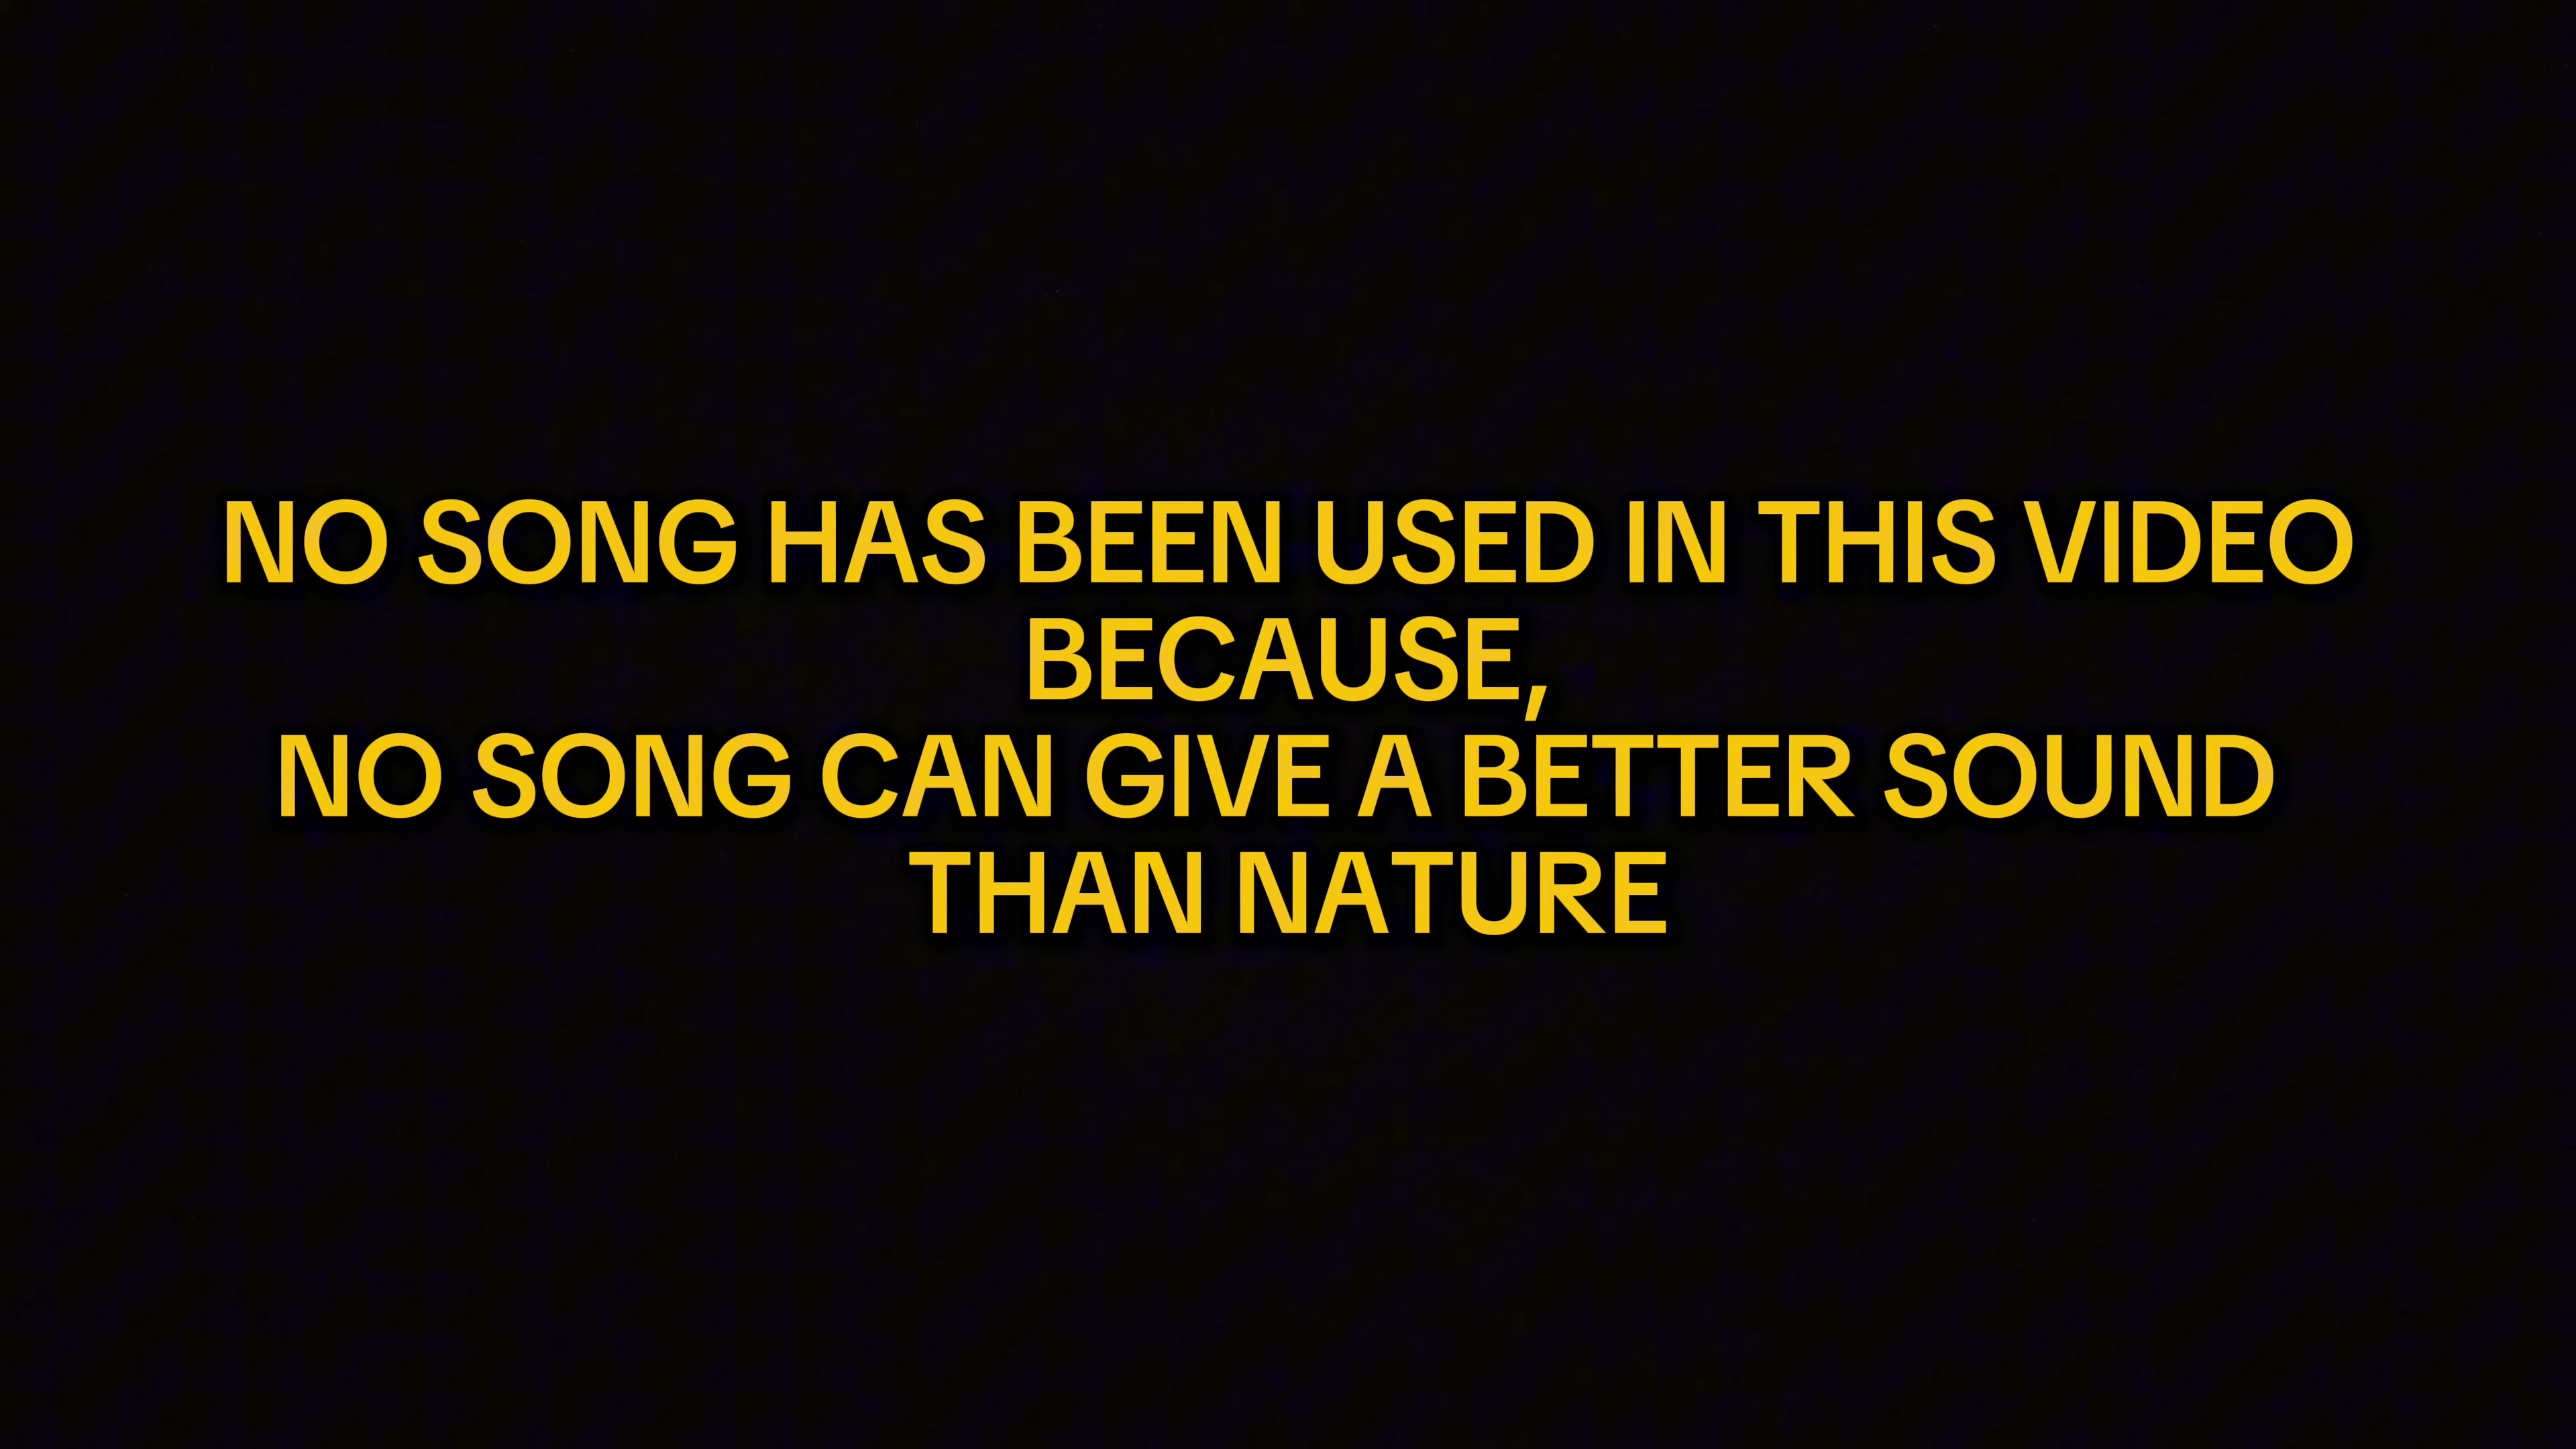 NO SONG HAS BEEN USED IN THIS VIDEO
BECAUSE,
NO SONG CAN GIVE A BETTER SOUND
THAN NATURE